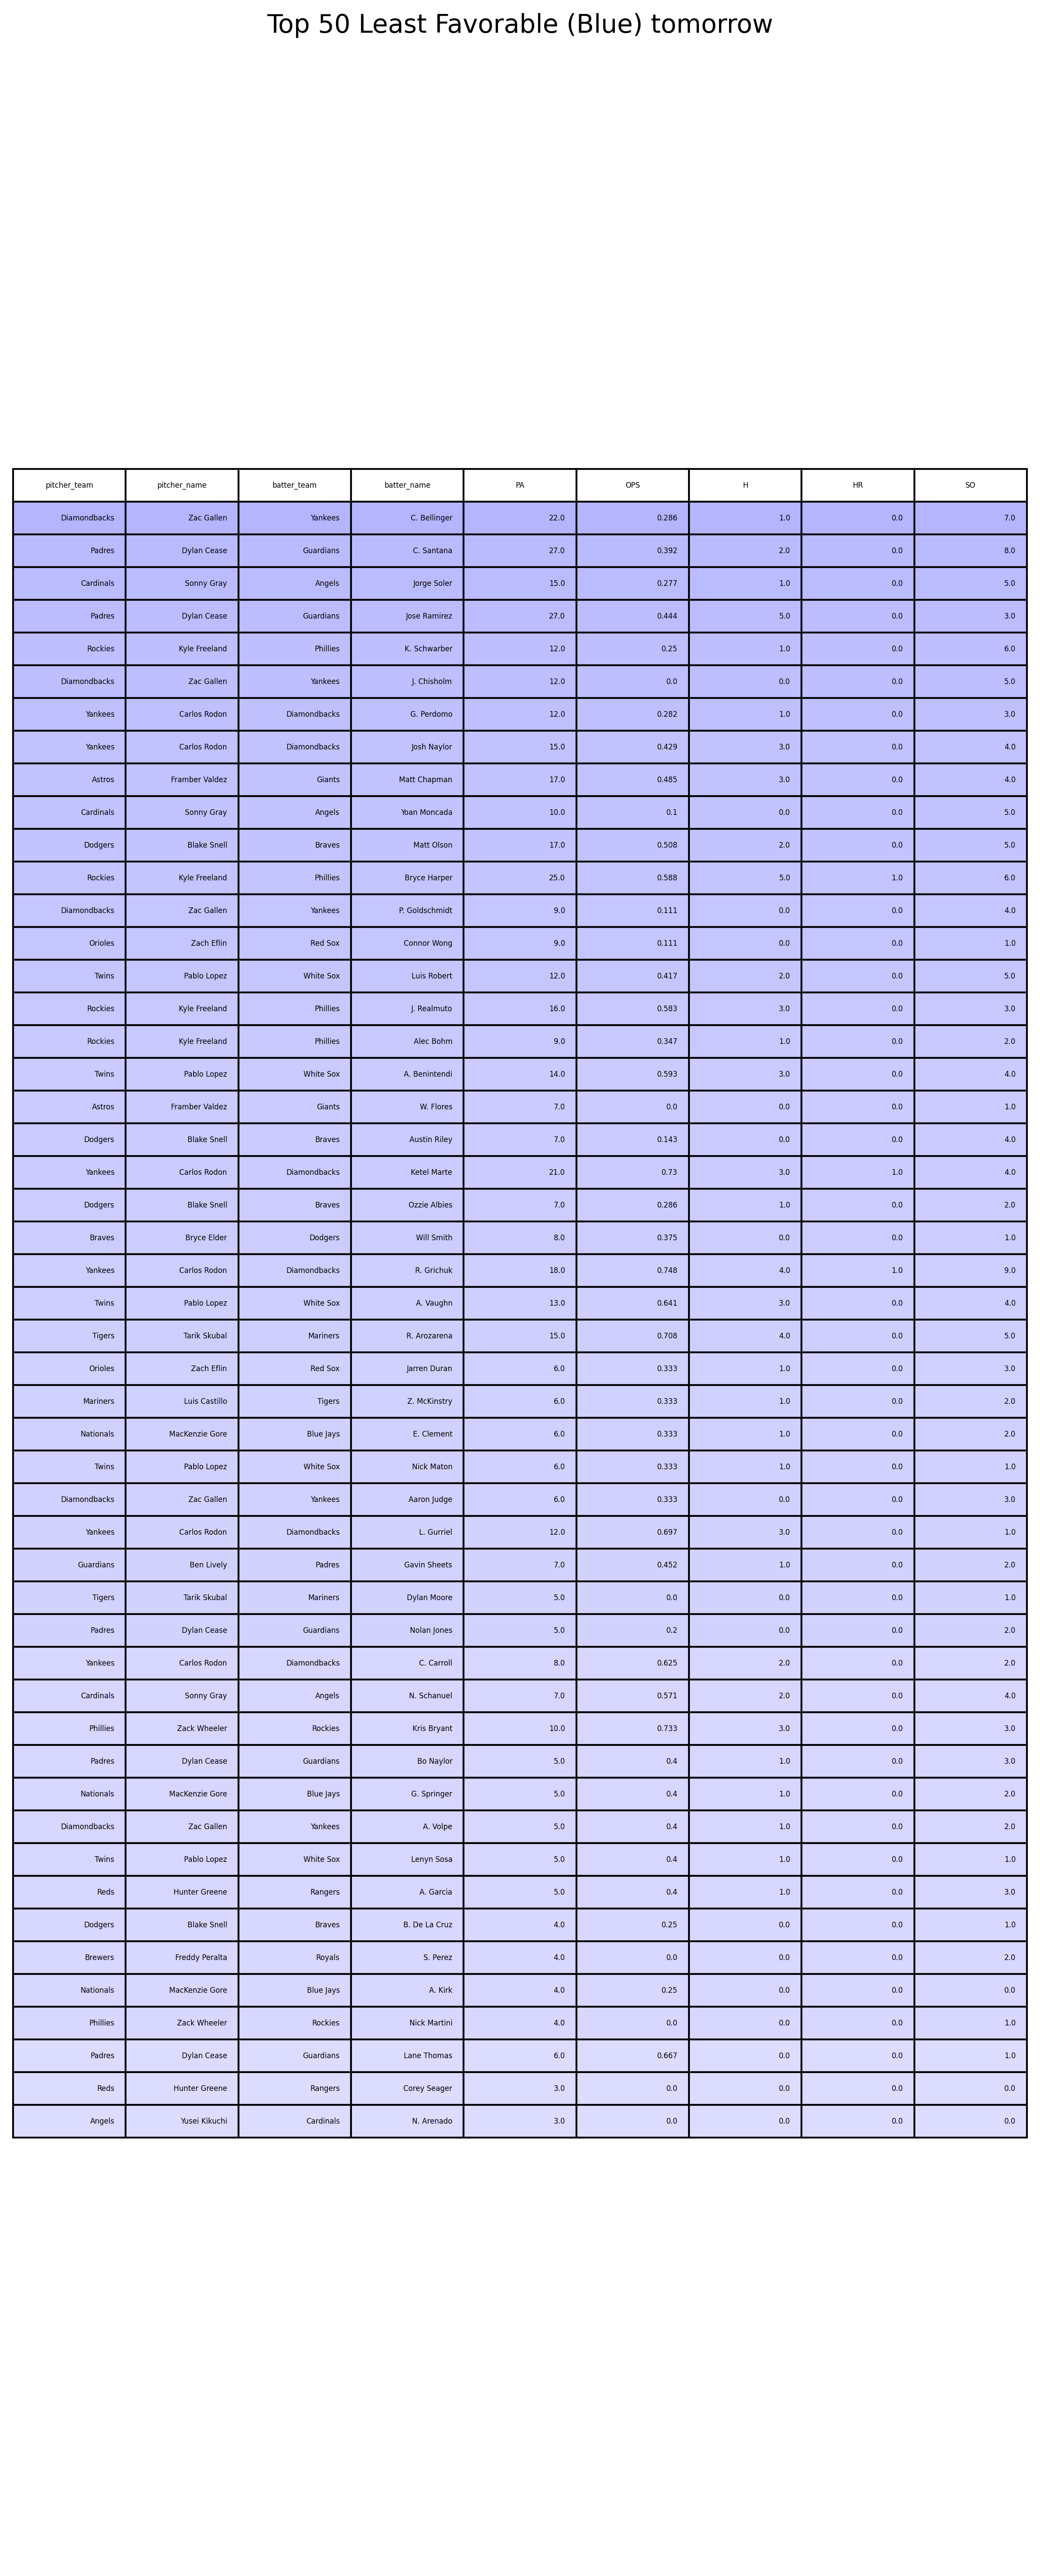 Top 50 Least Favorable (Blue) tomorrow
pitcher_team pitcher_name batter_team batter_name PA OPS H HR SO
Diamondbacks Zac Gallen Yankees C. Bellinger 22.0 0.286 1.0 0.0 7.0
Padres Dylan Cease Guardians C. Santana 27.0 0.392 2.0 0.0 8.0
Cardinals Sonny Gray Angels Jorge Soler 15.0 0.277 1.0 0.0 5.0
Padres Dylan Cease Guardians Jose Ramirez 27.0 0.444 5.0 0.0 3.0
Rockies Kyle Freeland Phillies K. Schwarber 12.0 0.25 1.0 0.0 6.0
Diamondbacks Zac Gallen Yankees J. Chisholm 12.0 0.0 0.0 0.0 5.0
Yankees Carlos Rodon Diamondbacks G. Perdomo 12.0 0.282 1.0 0.0 3.0
Yankees Carlos Rodon Diamondbacks Josh Naylor 15.0 0.429 3.0 0.0 4.0
Astros Framber Valdez Giants Matt Chapman 17.0 0.485 3.0 0.0 4.0
Cardinals Sonny Gray Angels Yoan Moncada 10.0 0.1 0.0 0.0 5.0
Dodgers Blake Snell Braves Matt Olson 17.0 0.508 2.0 0.0 5.0
Rockies Kyle Freeland Phillies Bryce Harper 25.0 0.588 5.0 1.0 6.0
Diamondbacks Zac Gallen Yankees P. Goldschmidt 9.0 0.111 0.0 0.0 4.0
Orioles Zach Eflin Red Sox Connor Wong 9.0 0.111 0.0 0.0 1.0
Twins Pablo Lopez White Sox Luis Robert 12.0 0.417 2.0 0.0 5.0
Rockies Kyle Freeland Phillies J. Realmuto 16.0 0.583 3.0 0.0 3.0
Rockies Kyle Freeland Phillies Alec Bohm 9.0 0.347 1.0 0.0 2.0
Twins Pablo Lopez White Sox A. Benintendi 14.0 0.593 3.0 0.0 4.0
Astros Framber Valdez Giants W. Flores 7.0 0.0 0.0 0.0 1.0
Dodgers Blake Snell Braves Austin Riley 7.0 0.143 0.0 0.0 4.0
Yankees Carlos Rodon Diamondbacks Ketel Marte 21.0 0.73 3.0 1.0 4.0
Dodgers Blake Snell Braves Ozzie Albies 7.0 0.286 1.0 0.0 2.0
Braves Bryce Elder Dodgers Will Smith 8.0 0.375 0.0 0.0 1.0
Yankees Carlos Rodon Diamondbacks R. Grichuk 18.0 0.748 4.0 1.0 9.0
Twins Pablo Lopez White Sox A. Vaughn 13.0 0.641 3.0 0.0 4.0
Tigers Tarik Skubal Mariners R. Arozarena 15.0 0.708 4.0 0.0 5.0
Orioles Zach Eflin Red Sox Jarren Duran 6.0 0.333 1.0 0.0 3.0
Mariners Luis Castillo Tigers Z. McKinstry 6.0 0.333 1.0 0.0 2.0
Nationals MacKenzie Gore Blue Jays E. Clement 6.0 0.333 1.0 0.0 2.0
Twins Pablo Lopez White Sox Nick Maton 6.0 0.333 1.0 0.0 1.0
Diamondbacks Zac Gallen Yankees Aaron Judge 6.0 0.333 0.0 0.0 3.0
Yankees Carlos Rodon Diamondbacks L. Gurriel 12.0 0.697 3.0 0.0 1.0
Guardians Ben Lively Padres Gavin Sheets 7.0 0.452 1.0 0.0 2.0
Tigers Tarik Skubal Mariners Dylan Moore 5.0 0.0 0.0 0.0 1.0
Padres Dylan Cease Guardians Nolan Jones 5.0 0.2 0.0 0.0 2.0
Yankees Carlos Rodon Diamondbacks C. Carroll 8.0 0.625 2.0 0.0 2.0
Cardinals Sonny Gray Angels N. Schanuel 7.0 0.571 2.0 0.0 4.0
Phillies Zack Wheeler Rockies Kris Bryant 10.0 0.733 3.0 0.0 3.0
Padres Dylan Cease Guardians Bo Naylor 5.0 0.4 1.0 0.0 3.0
Nationals MacKenzie Gore Blue Jays G. Springer 5.0 0.4 1.0 0.0 2.0
Diamondbacks Zac Gallen Yankees A. Volpe 5.0 0.4 1.0 0.0 2.0
Twins Pablo Lopez White Sox Lenyn Sosa 5.0 0.4 1.0 0.0 1.0
Reds Hunter Greene Rangers A. Garcia 5.0 0.4 1.0 0.0 3.0
Dodgers Blake Snell Braves B. De La Cruz 4.0 0.25 0.0 0.0 1.0
Brewers Freddy Peralta Royals S. Perez 4.0 0.0 0.0 0.0 2.0
Nationals MacKenzie Gore Blue Jays A. Kirk 4.0 0.25 0.0 0.0 0.0
Phillies Zack Wheeler Rockies Nick Martini 4.0 0.0 0.0 0.0 1.0
Padres Dylan Cease Guardians Lane Thomas 6.0 0.667 0.0 0.0 1.0
Reds Hunter Greene Rangers Corey Seager 3.0 0.0 0.0 0.0 0.0
Angels Yusei Kikuchi Cardinals N. Arenado 3.0 0.0 0.0 0.0 0.0